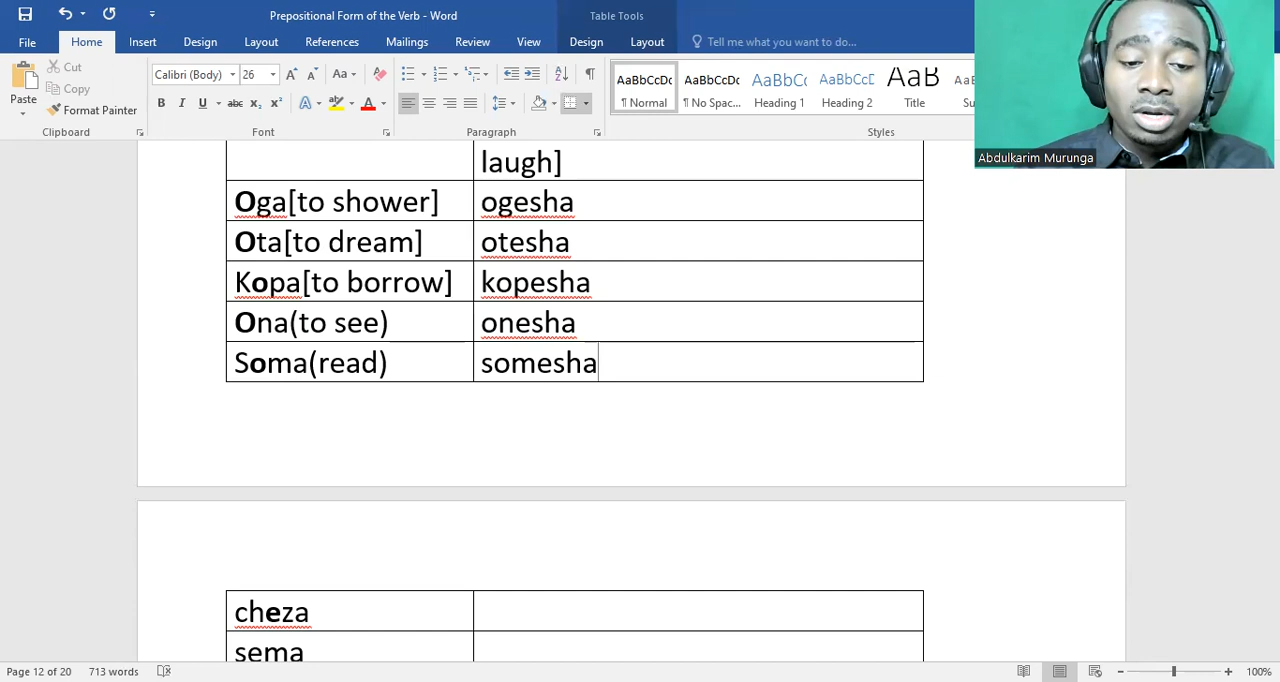 Prepositional Form of the Verb - Word
Table Tools
File Home Insert Design Layout References Mailings Review View Design Layout Tell me what you want to do...
Paste
Cut
Copy
Format Painter
Clipboard
Calibri (Body) 26
Font
Paragraph
AaBbCcDc AaBbCcDc AaBbCc AaBbCcE AaB Aa
¶ Normal ¶ No Spac... Heading 1 Heading 2 Title Su
Styles
Abdulkarim Murunga
laugh]
Oga[to shower] ogesha
Ota[to dream] otesha
Kopa[to borrow] kopesha
Ona(to see) onesha
Soma(read) somesha
cheza
sema
Page 12 of 20 713 words 100%